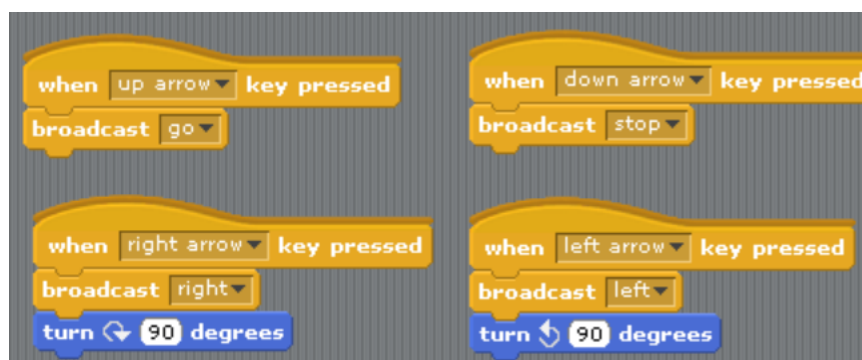 when up arrow key pressed
broadcast go
when down arrow key pressed
broadcast stop
when right arrow key pressed
broadcast right
turn 90 degrees
when left arrow key pressed
broadcast left
turn 90 degrees